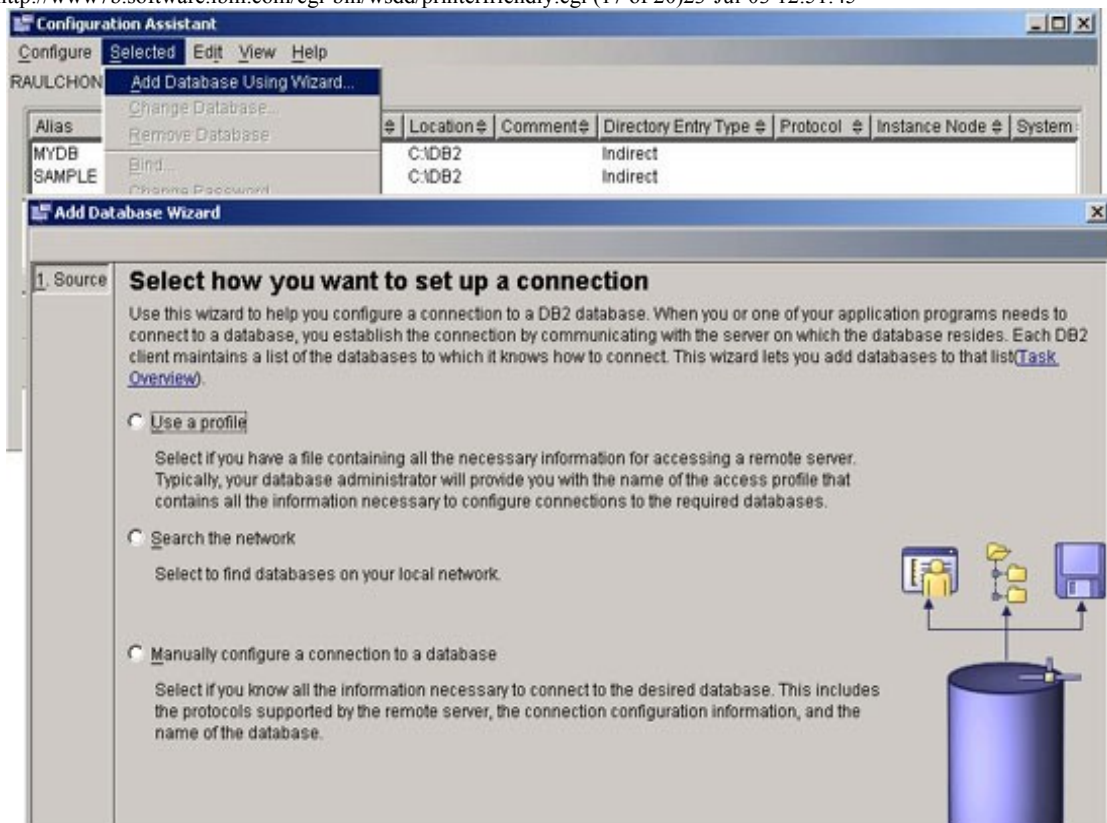 Configuration Assistant
Configure Selected Edit View Help
RAULCHON
Add Database Using Wizard...
Change Database...
Remove Database
Bind...
Change Password
Alias Location Comment Directory Entry Type Protocol Instance Node System
MYDB C:\DB2 Indirect
SAMPLE C:\DB2 Indirect
Add Database Wizard
1. Source
Select how you want to set up a connection
Use this wizard to help you configure a connection to a DB2 database. When you or one of your application programs needs to
connect to a database, you establish the connection by communicating with the server on which the database resides. Each DB2
client maintains a list of the databases to which it knows how to connect. This wizard lets you add databases to that list(Task
Overview).
Use a profile
Select if you have a file containing all the necessary information for accessing a remote server.
Typically, your database administrator will provide you with the name of the access profile that
contains all the information necessary to configure connections to the required databases.
Search the network
Select to find databases on your local network.
Manually configure a connection to a database
Select if you know all the information necessary to connect to the desired database. This includes
the protocols supported by the remote server, the connection configuration information, and the
name of the database.